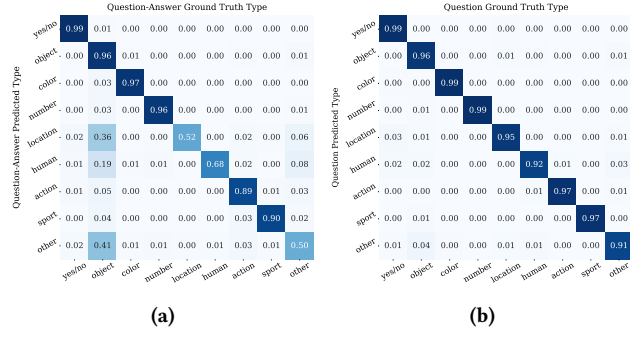 Question-Answer Ground Truth Type
Question-Answer Predicted Type
yes/no 0.99 0.01 0.00 0.00 0.00 0.00 0.00 0.00 0.00
object 0.00 0.96 0.01 0.00 0.00 0.00 0.00 0.00 0.01
color 0.00 0.03 0.97 0.00 0.00 0.00 0.00 0.00 0.00
number 0.00 0.03 0.00 0.96 0.00 0.00 0.00 0.00 0.01
location 0.02 0.36 0.00 0.00 0.52 0.00 0.02 0.00 0.06
human 0.01 0.19 0.01 0.01 0.00 0.68 0.02 0.00 0.08
action 0.01 0.05 0.00 0.00 0.00 0.00 0.89 0.01 0.03
sport 0.00 0.04 0.00 0.00 0.00 0.00 0.03 0.90 0.02
other 0.02 0.41 0.01 0.01 0.00 0.01 0.03 0.01 0.50
yes/no object color number location human action sport other
(a)
Question Ground Truth Type
Question Predicted Type
yes/no 0.99 0.00 0.00 0.00 0.00 0.00 0.00 0.00 0.00
object 0.00 0.96 0.00 0.00 0.01 0.00 0.00 0.00 0.01
color 0.00 0.00 0.99 0.00 0.00 0.00 0.00 0.00 0.00
number 0.00 0.01 0.00 0.99 0.00 0.00 0.00 0.00 0.00
location 0.03 0.01 0.00 0.00 0.95 0.00 0.00 0.00 0.01
human 0.02 0.02 0.00 0.00 0.00 0.92 0.01 0.00 0.03
action 0.00 0.00 0.00 0.00 0.00 0.01 0.97 0.00 0.01
sport 0.00 0.01 0.00 0.00 0.00 0.00 0.00 0.97 0.00
other 0.01 0.04 0.00 0.01 0.01 0.00 0.00 0.00 0.91
yes/no object color number location human action sport other
(b)